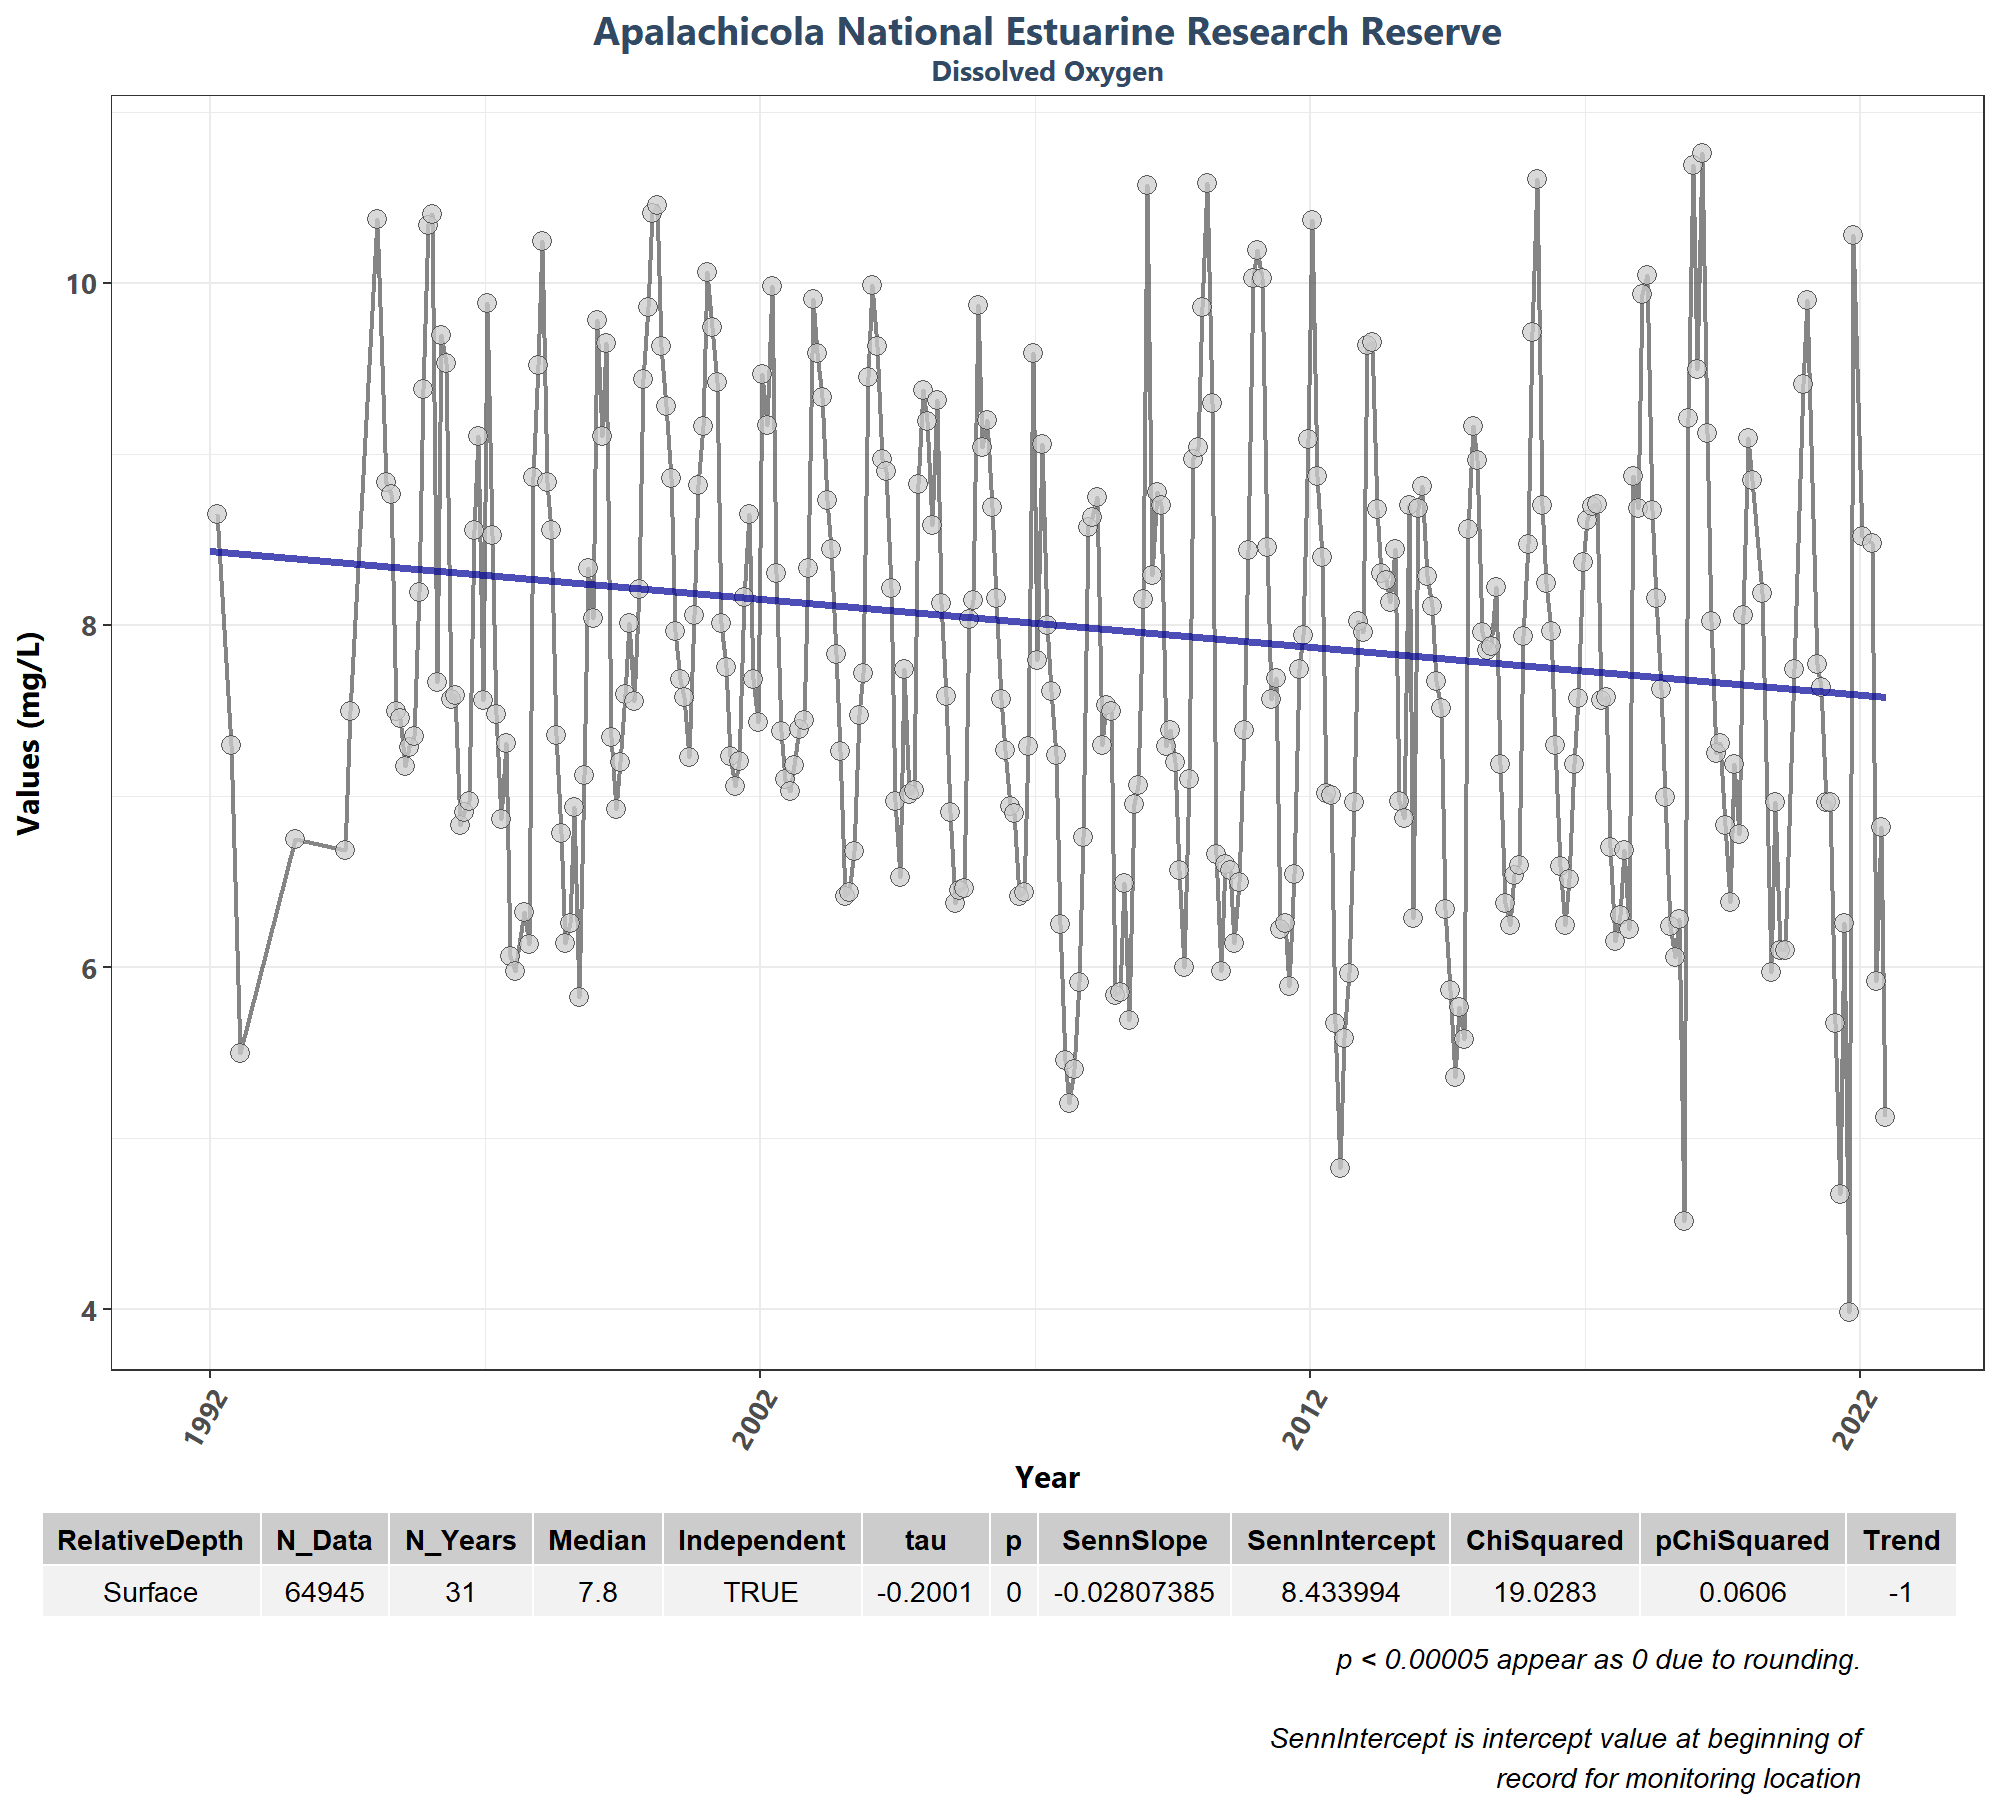 Apalachicola National Estuarine Research Reserve
Dissolved Oxygen
Values (mg/L)
10
8
6
4
1992 2002 2012 2022
Year
RelativeDepth N_Data N_Years Median Independent tau p SennSlope SennIntercept ChiSquared pChiSquared Trend
Surface 64945 31 7.8 TRUE -0.2001 0 -0.02807385 8.433994 19.0283 0.0606 -1
p < 0.00005 appear as 0 due to rounding.
SennIntercept is intercept value at beginning of
record for monitoring location